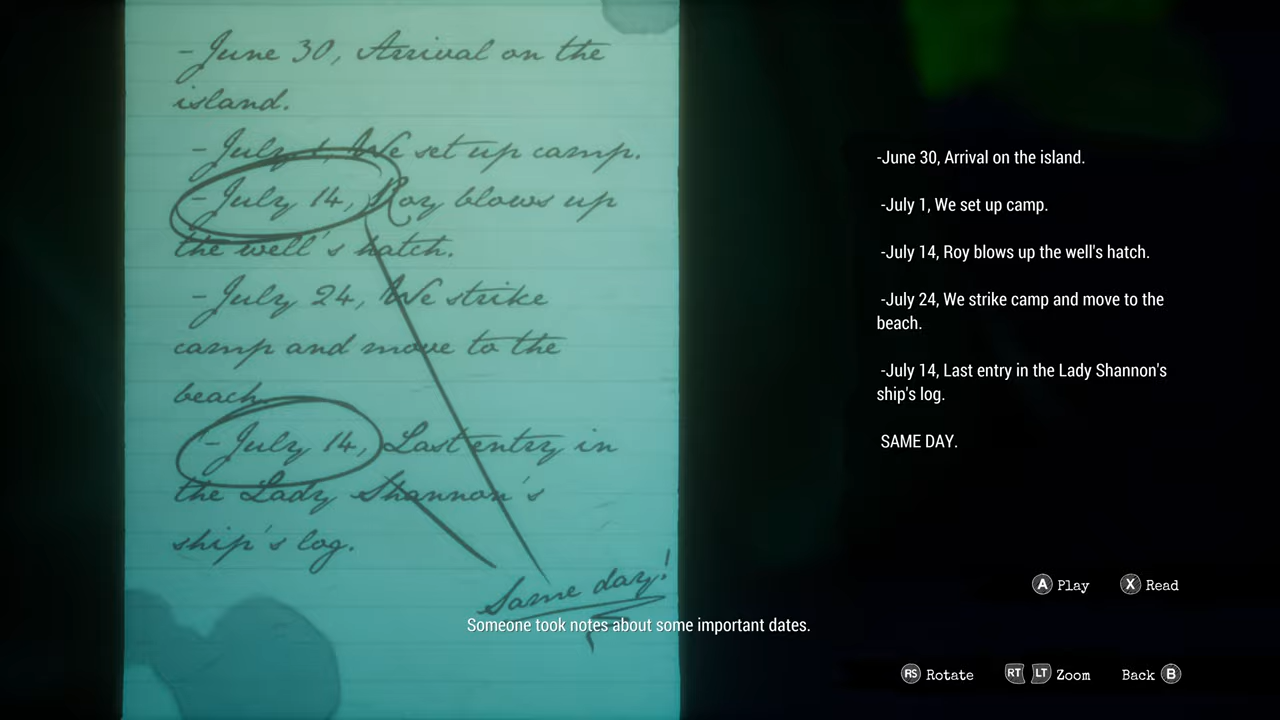 -June 30, Arrival on the
island.
-July 1, We set up camp.
-July 14, Roy blows up
the well's hatch.
-July 24, We strike
camp and move to the
beach.
-July 14, Last entry in
the Lady Shannon's
ship's log.
Same day!
Someone took notes about some important dates.
-June 30, Arrival on the island.
-July 1, We set up camp.
-July 14, Roy blows up the well's hatch.
-July 24, We strike camp and move to the
beach.
-July 14, Last entry in the Lady Shannon's
ship's log.
SAME DAY.
A Play X Read
RS Rotate RT LT Zoom Back B